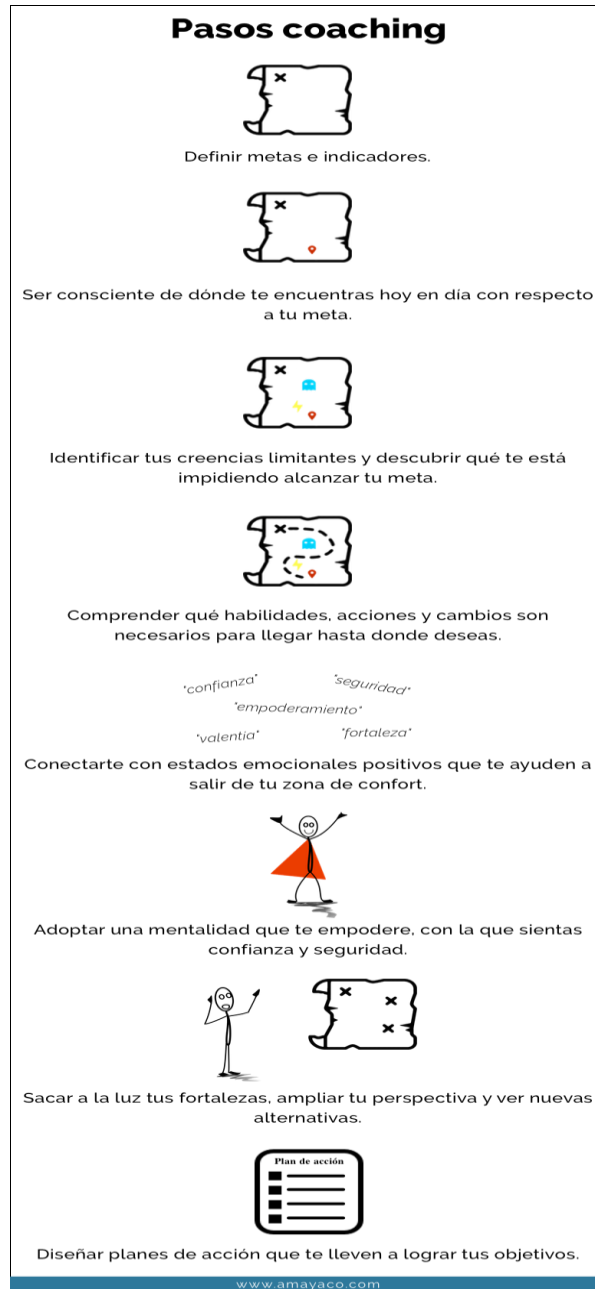 Pasos coaching
Definir metas e indicadores.
Ser consciente de dónde te encuentras hoy en día con respecto
a tu meta.
Identificar tus creencias limitantes y descubrir qué te está
impidiendo alcanzar tu meta.
Comprender qué habilidades, acciones y cambios son
necesarios para llegar hasta donde deseas.
"confianza" "seguridad"
"empoderamiento"
"valentia" "fortaleza"
Conectarte con estados emocionales positivos que te ayuden a
salir de tu zona de confort.
Adoptar una mentalidad que te empodere, con la que sientas
confianza y seguridad.
Sacar a la luz tus fortalezas, ampliar tu perspectiva y ver nuevas
alternativas.
Plan de acción
Diseñar planes de acción que te lleven a lograr tus objetivos.
www.amayaco.com